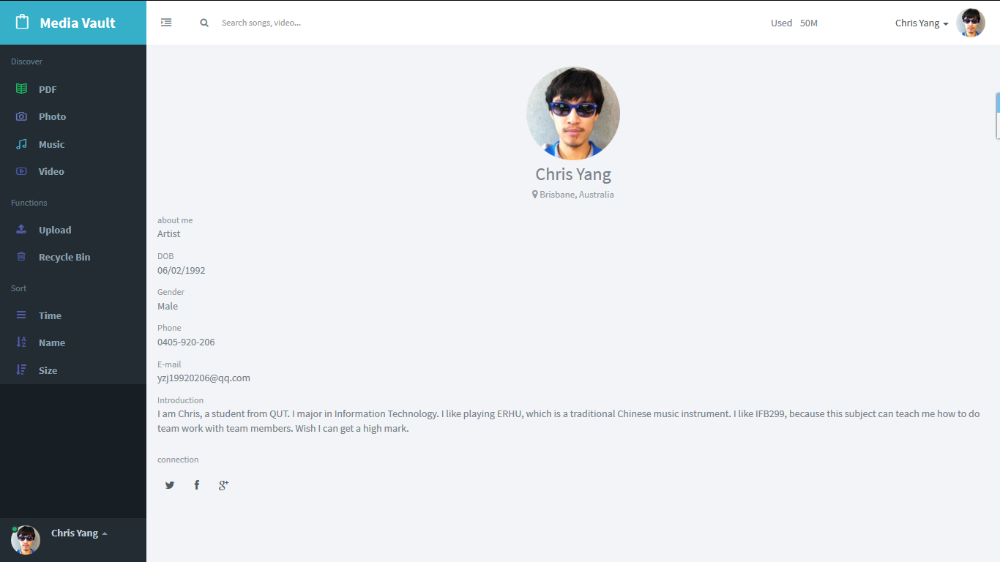 Media Vault
Search songs, video...
Used 50M
Chris Yang
Discover
PDF
Photo
Music
Video
Functions
Upload
Recycle Bin
Sort
Time
Name
Size
Chris Yang
Chris Yang
Brisbane, Australia
about me
Artist
DOB
06/02/1992
Gender
Male
Phone
0405-920-206
E-mail
yzj19920206@qq.com
Introduction
I am Chris, a student from QUT. I major in Information Technology. I like playing ERHU, which is a traditional Chinese music instrument. I like IFB299, because this subject can teach me how to do
team work with team members. Wish I can get a high mark.
connection